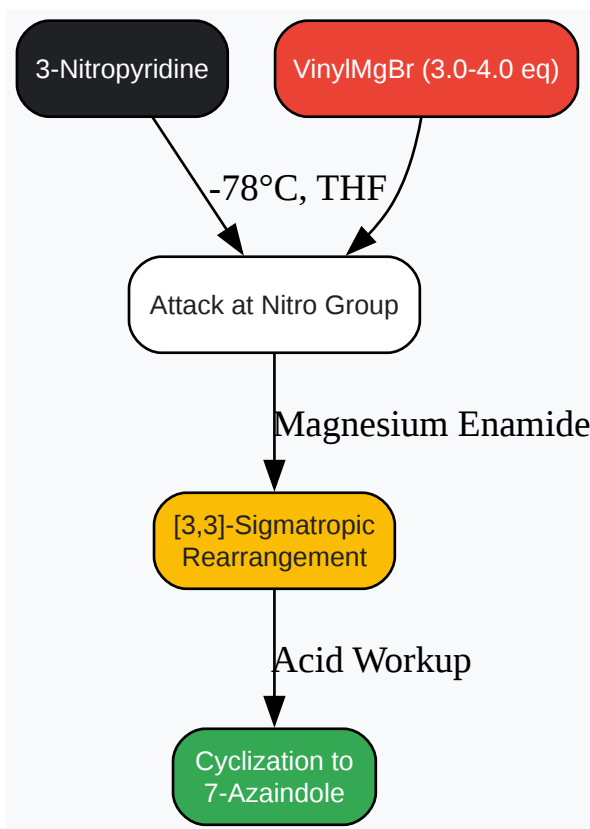 3-Nitropyridine
VinylMgBr (3.0-4.0 eq)
-78°C, THF
Attack at Nitro Group
Magnesium Enamide
[3,3]-Sigmatropic
Rearrangement
Acid Workup
Cyclization to
7-Azaindole